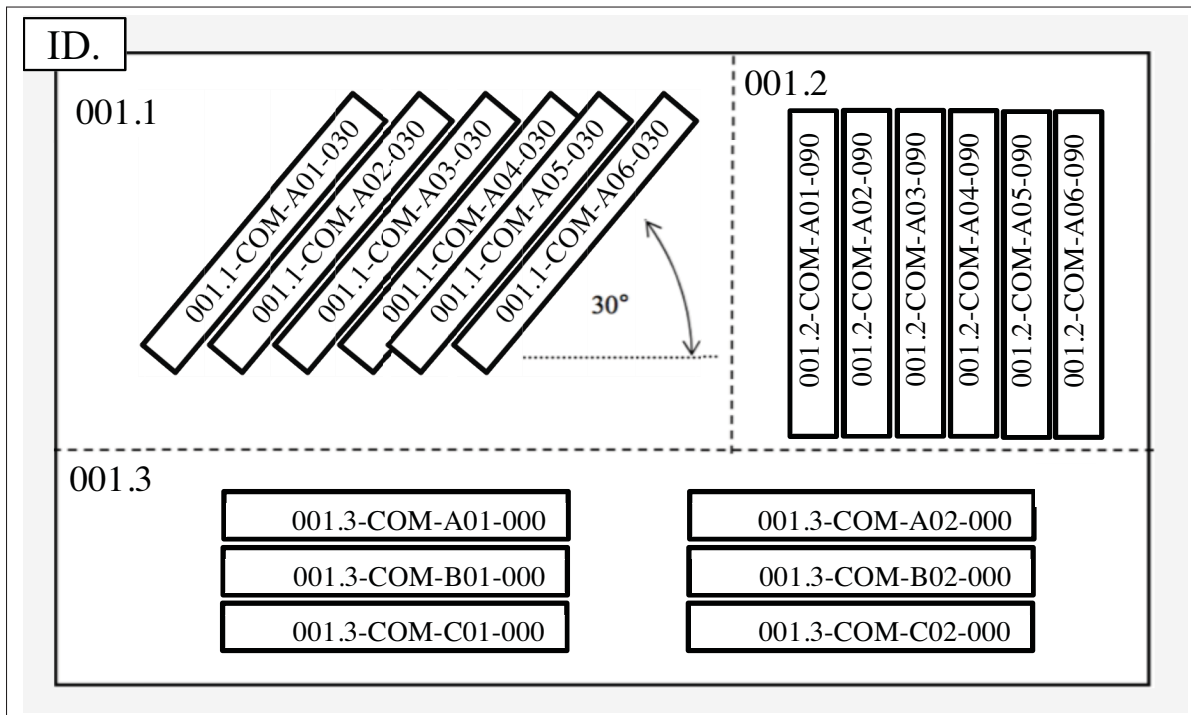 ID.
001.1
001.1-COM-A01-030
001.1-COM-A02-030
001.1-COM-A03-030
001.1-COM-A04-030
001.1-COM-A05-030
001.1-COM-A06-030
30°
001.2
001.2-COM-A01-090
001.2-COM-A02-090
001.2-COM-A03-090
001.2-COM-A04-090
001.2-COM-A05-090
001.2-COM-A06-090
001.3
001.3-COM-A01-000
001.3-COM-A02-000
001.3-COM-B01-000
001.3-COM-B02-000
001.3-COM-C01-000
001.3-COM-C02-000